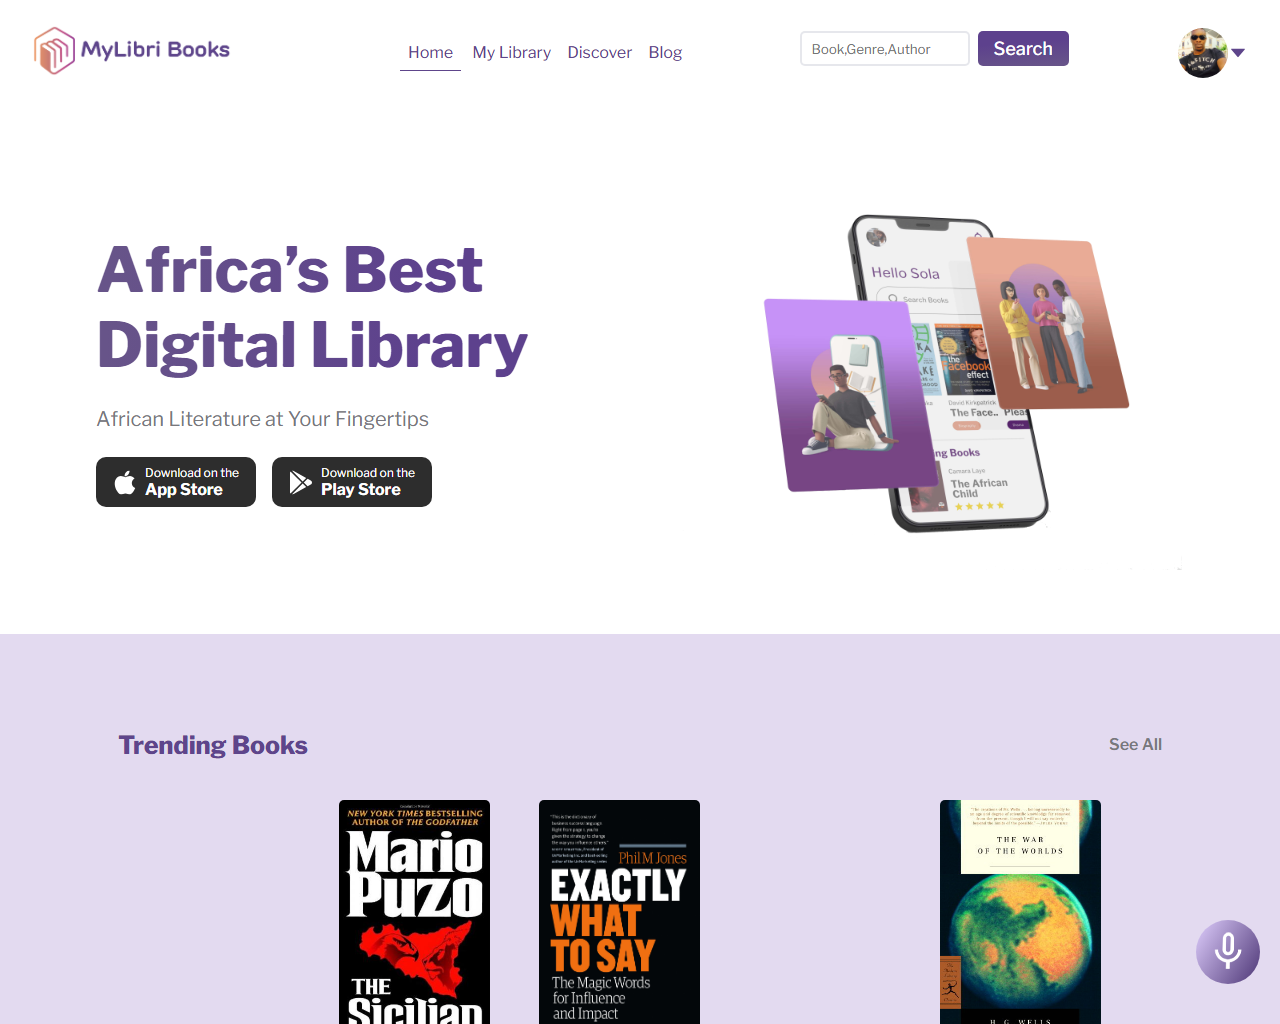 MyLibri Books
Home
My Library
Discover
Blog
Book,Genre,Author
Search
Africa’s Best
Digital Library
African Literature at Your Fingertips
Download on the
App Store
Download on the
Play Store
Hello Sola
Search Books
the
facebook
effect
David Kirkpatrick
The Face..
Camara Laye
The African
Child
Trending Books
See All
NEW YORK TIMES BESTSELLING
AUTHOR OF THE GODFATHER
Mario
Puzo
THE
Sicilian
Phil M Jones
EXACTLY
WHAT
TO SAY
The Magic Words
for Influence
and Impact
THE WAR
OF THE WORLDS
H. G. WELLS